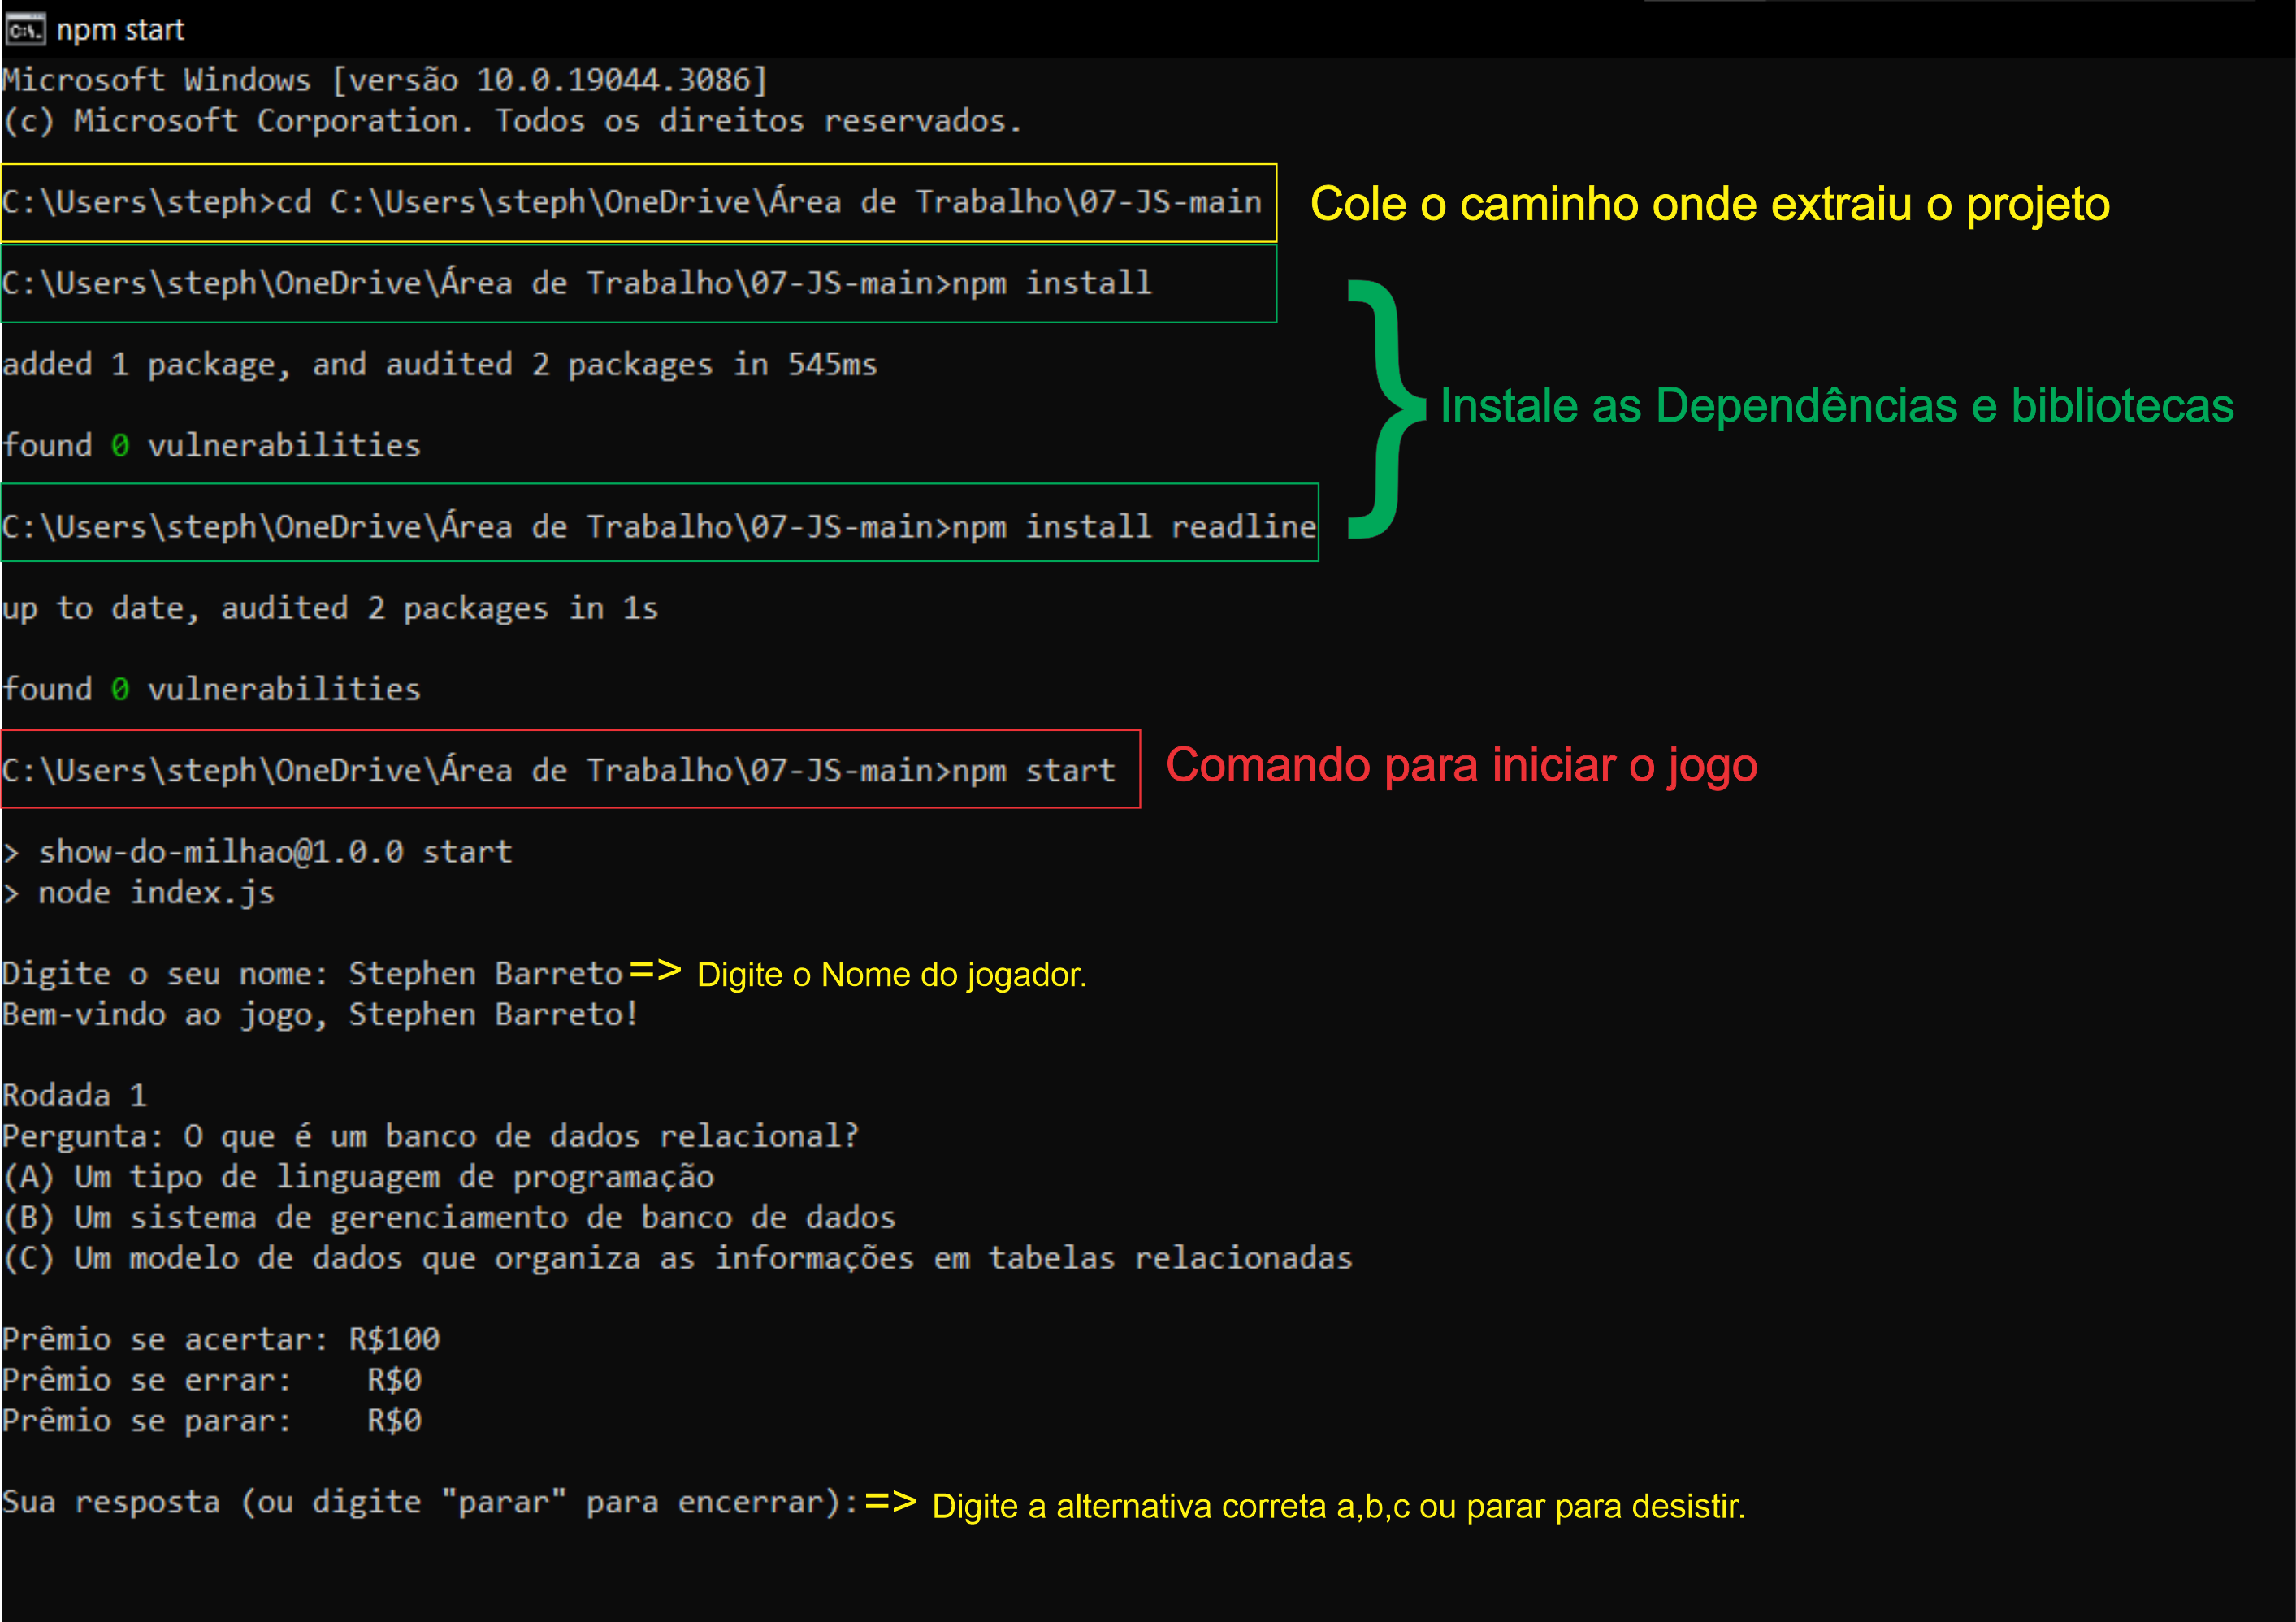 npm start
Microsoft Windows [versão 10.0.19044.3086]
(c) Microsoft Corporation. Todos os direitos reservados.
C:\Users\steph>cd C:\Users\steph\OneDrive\Área de Trabalho\07-JS-main
Cole o caminho onde extraiu o projeto
C:\Users\steph\OneDrive\Área de Trabalho\07-JS-main>npm install
added 1 package, and audited 2 packages in 545ms
} Instale as Dependências e bibliotecas
found 0 vulnerabilities
C:\Users\steph\OneDrive\Área de Trabalho\07-JS-main>npm install readline
up to date, audited 2 packages in 1s
found 0 vulnerabilities
C:\Users\steph\OneDrive\Área de Trabalho\07-JS-main>npm start
Comando para iniciar o jogo
> show-do-milhao@1.0.0 start
> node index.js
Digite o seu nome: Stephen Barreto => Digite o Nome do jogador.
Bem-vindo ao jogo, Stephen Barreto!
Rodada 1
Pergunta: O que é um banco de dados relacional?
(A) Um tipo de linguagem de programação
(B) Um sistema de gerenciamento de banco de dados
(C) Um modelo de dados que organiza as informações em tabelas relacionadas
Prêmio se acertar: R$100
Prêmio se errar: R$0
Prêmio se parar: R$0
Sua resposta (ou digite "parar" para encerrar): => Digite a alternativa correta a,b,c ou parar para desistir.